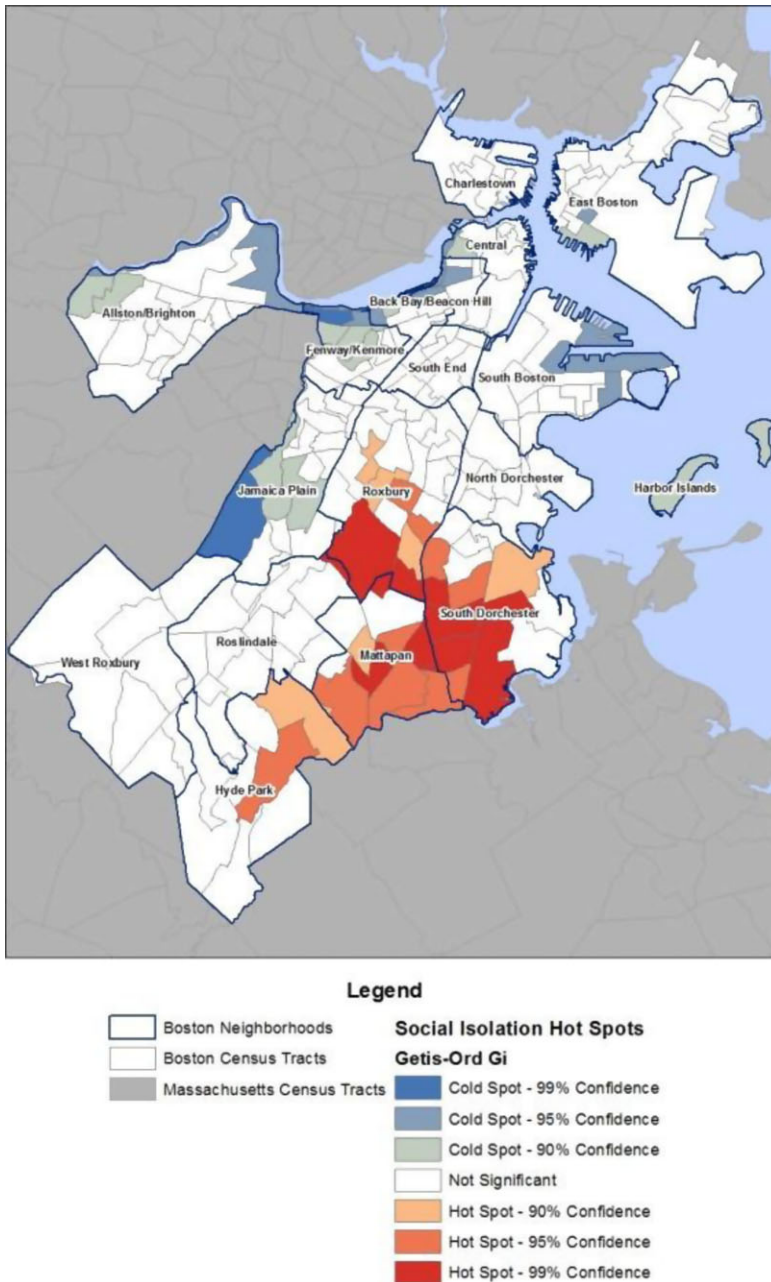 Charlestown
East Boston
Central
Back Bay/Beacon Hill
Allston/Brighton
Fenway/Kenmore
South End
South Boston
Jamaica Plain
Roxbury
North Dorchester
Harbor Islands
South Dorchester
Roslindale
Mattapan
West Roxbury
Hyde Park
Legend
Boston Neighborhoods
Boston Census Tracts
Massachusetts Census Tracts
Social Isolation Hot Spots
Getis-Ord Gi
Cold Spot - 99% Confidence
Cold Spot - 95% Confidence
Cold Spot - 90% Confidence
Not Significant
Hot Spot - 90% Confidence
Hot Spot - 95% Confidence
Hot Spot - 99% Confidence